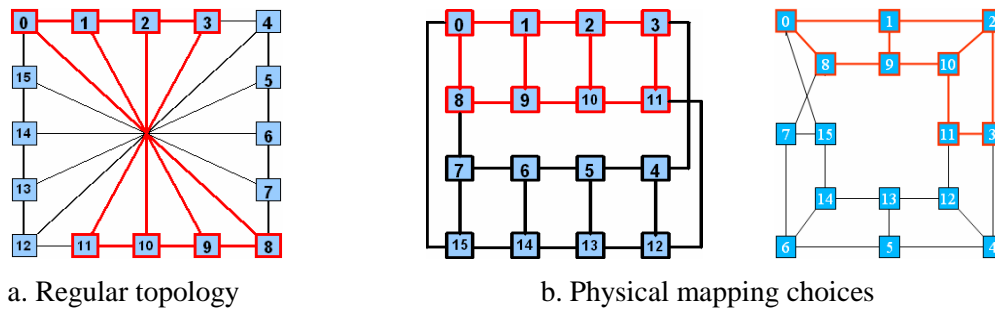 0 1 2 3 4
15 5
14 6
13 7
12 11 10 9 8
0 1 2 3
8 9 10 11
7 6 5 4
15 14 13 12
0 1 2
8 9 10
7 15 11 3
14 13 12
6 5 4
a. Regular topology
b. Physical mapping choices